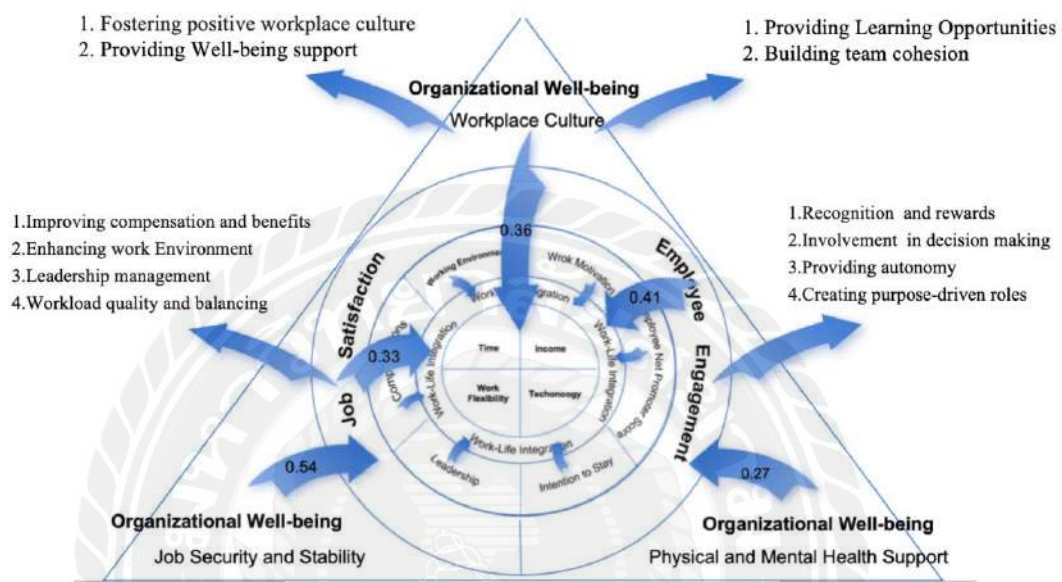 1. Fostering positive workplace culture
2. Providing Well-being support
1. Providing Learning Opportunities
2. Building team cohesion
Organizational Well-being
Workplace Culture
1.Improving compensation and benefits
2.Enhancing work Environment
3.Leadership management
4.Workload quality and balancing
1.Recognition and rewards
2.Involvement in decision making
3.Providing autonomy
4.Creating purpose-driven roles
0.36
Job Satisfaction
Employee Engagement
Working Environment
Wrok Motivation
0.41
0.33
Work-Life Integration
Work-Life Integration
Employee Net Promoter Score
Time
Income
Work
Flexibility
Techonoogy
Work-Life Integration
Leadership
Intention to Stay
0.54
0.27
Organizational Well-being
Job Security and Stability
Organizational Well-being
Physical and Mental Health Support